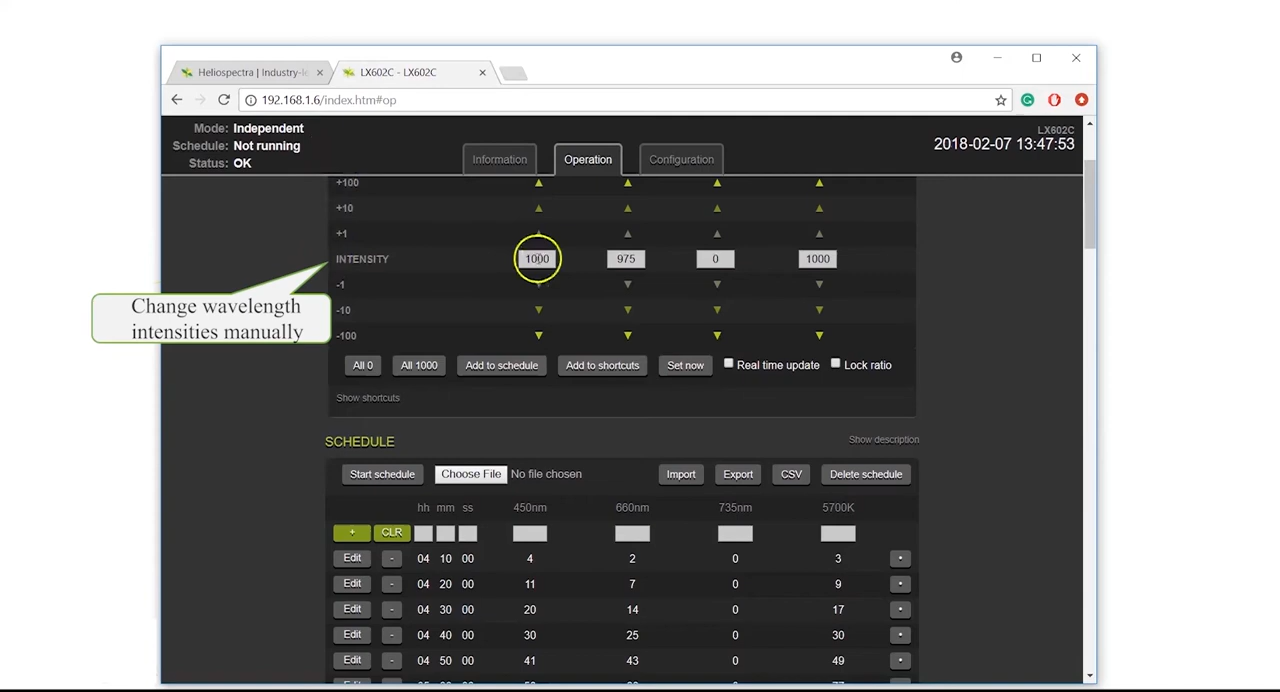 Heliospectra | Industry-le
LX602C - LX602C
192.168.1.6/index.htm#op
Mode: Independent
Schedule: Not running
Status: OK
Information
Operation
Configuration
LX602C
2018-02-07 13:47:53
+100
+10
+1
INTENSITY 1000 975 0 1000
-1
-10
-100
Change wavelength
intensities manually
All 0 All 1000 Add to schedule Add to shortcuts Set now Real time update Lock ratio
Show shortcuts
SCHEDULE Show description
Start schedule Choose File No file chosen Import Export CSV Delete schedule
hh mm ss 450nm 660nm 735nm 5700K
+ CLR
Edit - 04 10 00 4 2 0 3
Edit - 04 20 00 11 7 0 9
Edit - 04 30 00 20 14 0 17
Edit - 04 40 00 30 25 0 30
Edit - 04 50 00 41 43 0 49